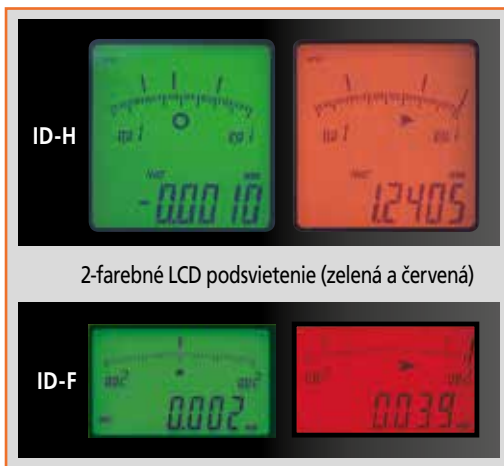 ID-H
-0.0010
1.2405
2-farebné LCD podsvietenie (zelená a červená)
ID-F
0.002
0.039